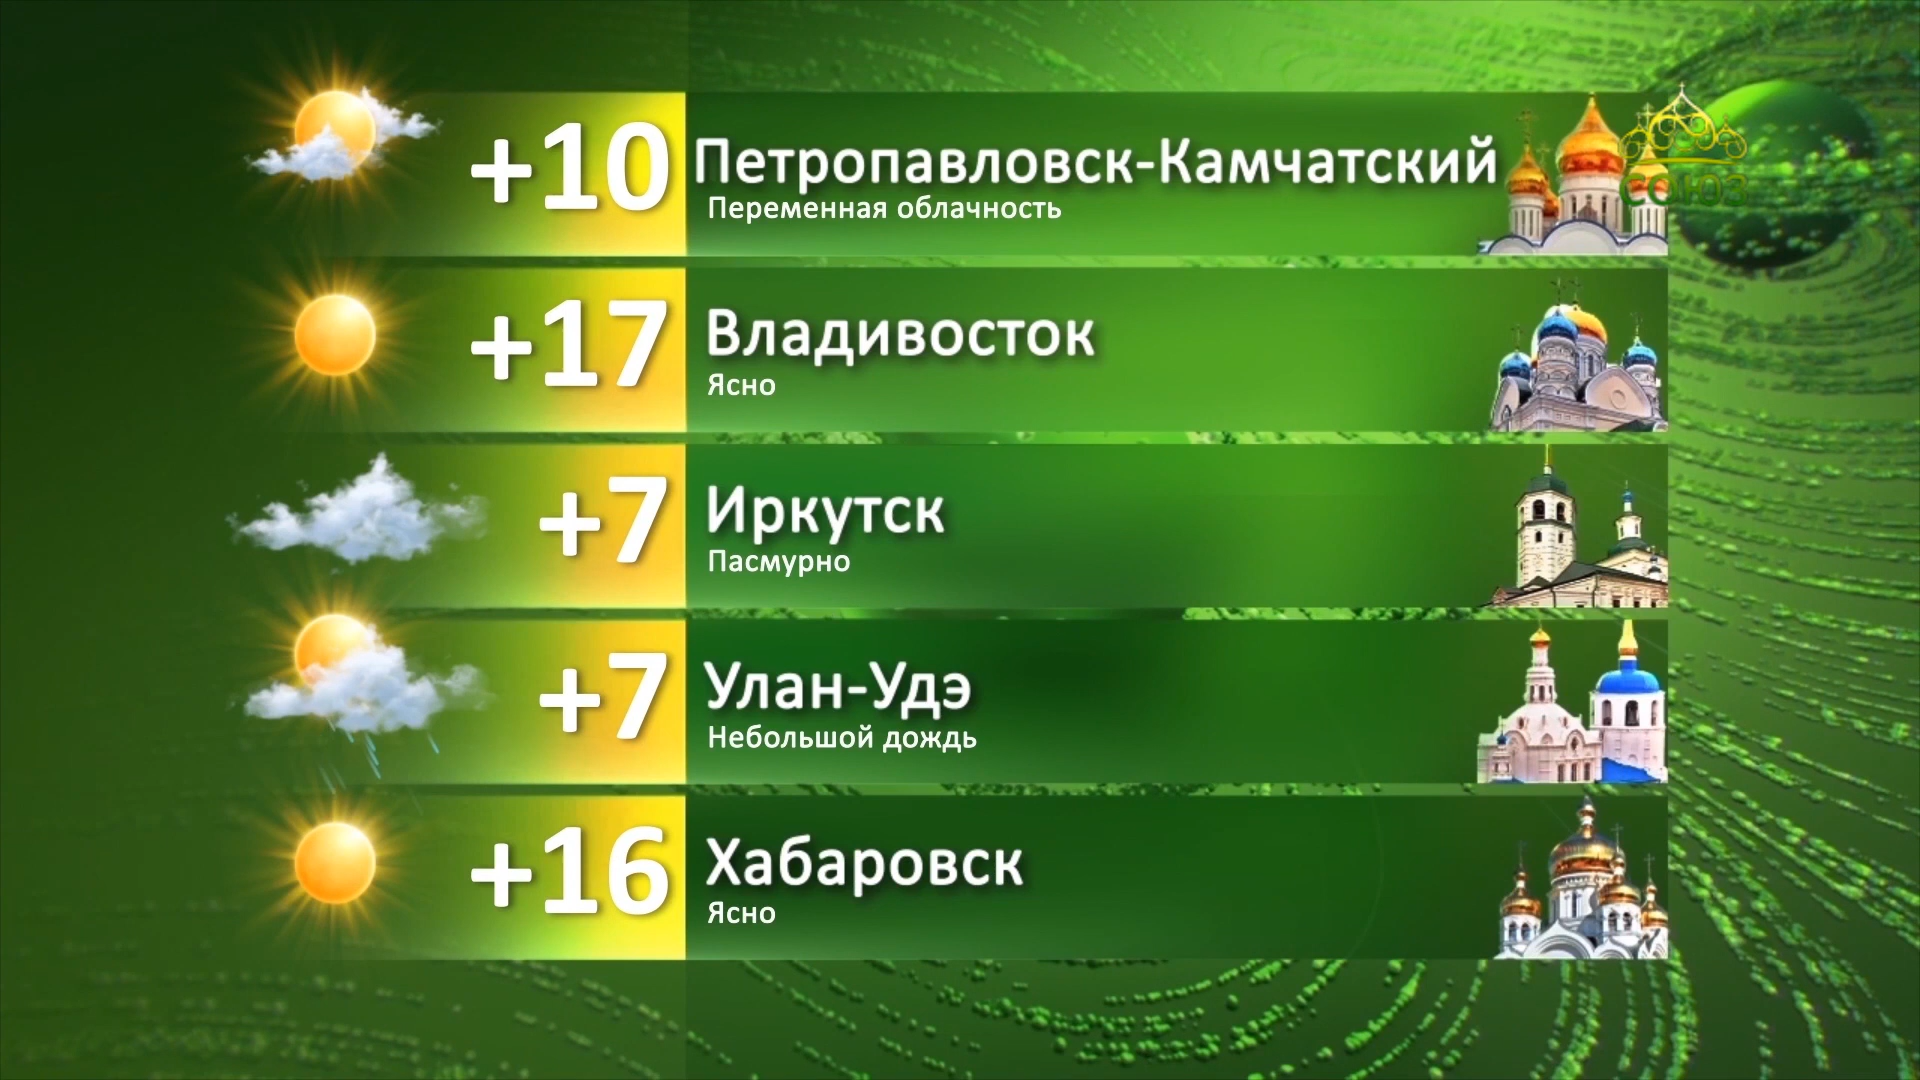 +10
Петропавловск-Камчатский
Переменная облачность
союз
+17
Владивосток
Ясно
+7
Иркутск
Пасмурно
+7
Улан-Удэ
Небольшой дождь
+16
Хабаровск
Ясно